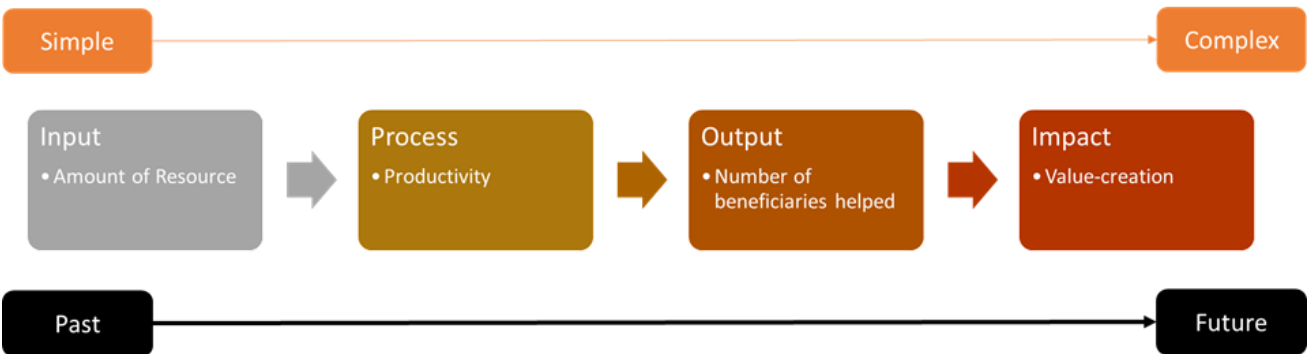 Simple
Complex
Input
• Amount of Resource
Process
• Productivity
Output
• Number of
beneficiaries helped
Impact
• Value-creation
Past
Future